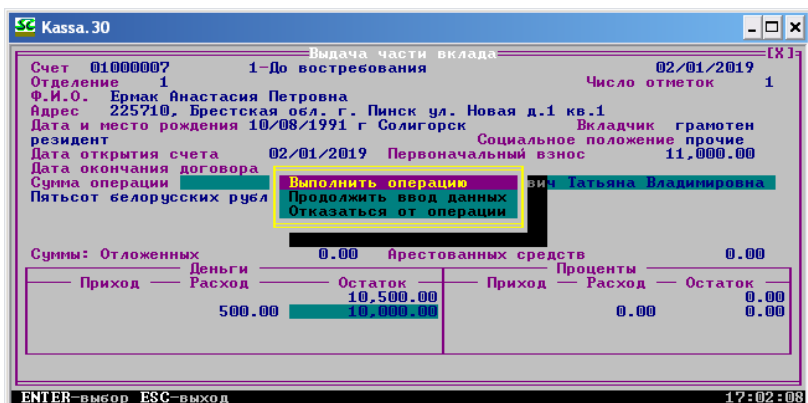 Kassa.30
Выдача части вклада [X]
Счет 01000007 1-До востребования 02/01/2019
Отделение 1 Число отметок 1
Ф.И.О. Ермак Анастасия Петровна
Адрес 225710, Брестская обл. г. Пинск ул. Новая д.1 кв.1
Дата и место рождения 10/08/1991 г Солигорск Вкладчик грамотен
резидент Социальное положение прочие
Дата открытия счета 02/01/2019 Первоначальный взнос 11,000.00
Дата окончания договора
Сумма операции Выполнить операцию вич Татьяна Владимировна
Пятьсот белорусских рубл Продолжить ввод данных
Отказаться от операции
Суммы: Отложенных 0.00 Арестованных средств 0.00
Деньги Проценты
Приход Расход Остаток Приход Расход Остаток
10,500.00 0.00
500.00 10,000.00 0.00 0.00
ENTER-выбор ESC-выход 17:02:08